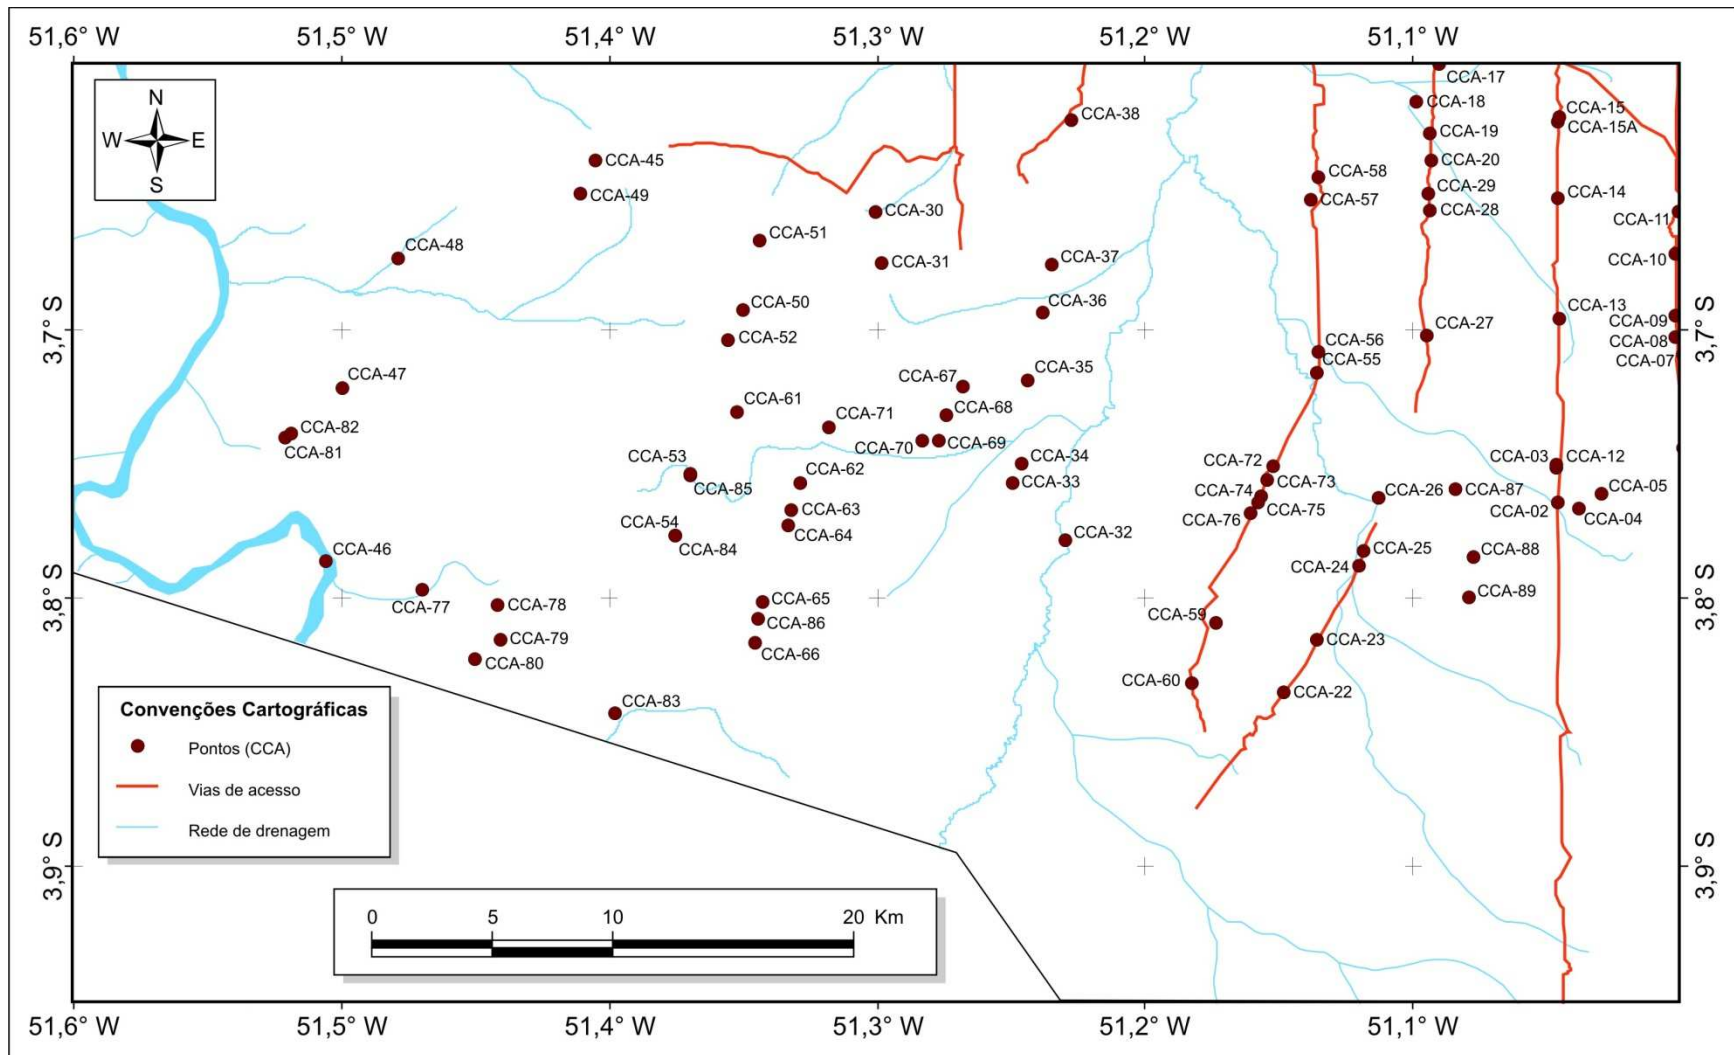 51,6° W
51,5° W
51,4° W
51,3° W
51,2° W
51,1° W
N
W
E
S
CCA-17
CCA-18
CCA-38
CCA-15
CCA-15A
CCA-19
CCA-45
CCA-20
CCA-58
CCA-49
CCA-29
CCA-14
CCA-57
CCA-30
CCA-28
CCA-11
CCA-51
CCA-48
CCA-31
CCA-37
CCA-10
CCA-50
CCA-36
CCA-13
CCA-09
3,7° S
3,7° S
CCA-52
CCA-27
CCA-56
CCA-08
CCA-55
CCA-07
CCA-47
CCA-67
CCA-35
CCA-61
CCA-71
CCA-68
CCA-82
CCA-81
CCA-70
CCA-69
CCA-53
CCA-34
CCA-72
CCA-03
CCA-12
CCA-62
CCA-33
CCA-73
CCA-85
CCA-74
CCA-26
CCA-87
CCA-05
CCA-63
CCA-75
CCA-02
CCA-04
CCA-54
CCA-76
CCA-64
CCA-32
CCA-84
CCA-46
CCA-25
CCA-88
CCA-24
3,8° S
3,8° S
CCA-77
CCA-78
CCA-65
CCA-89
CCA-86
CCA-59
CCA-79
CCA-23
CCA-66
CCA-80
CCA-60
CCA-22
CCA-83
Convenções Cartográficas
Pontos (CCA)
Vias de acesso
Rede de drenagem
3,9° S
3,9° S
0 5 10 20 Km
51,6° W
51,5° W
51,4° W
51,3° W
51,2° W
51,1° W